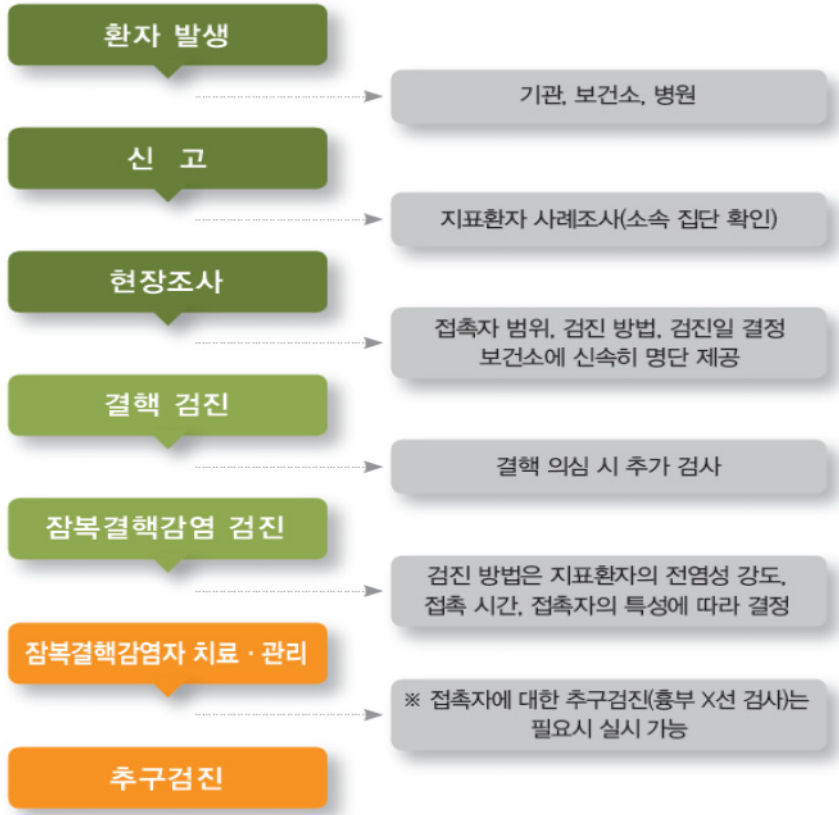 환자 발생
기관, 보건소, 병원
신 고
지표환자 사례조사(소속 집단 확인)
현장조사
접촉자 범위, 검진 방법, 검진일 결정
보건소에 신속히 명단 제공
결핵 검진
결핵 의심 시 추가 검사
잠복결핵감염 검진
검진 방법은 지표환자의 전염성 강도,
접촉 시간, 접촉자의 특성에 따라 결정
잠복결핵감염자 치료 · 관리
※ 접촉자에 대한 추구검진(흉부 X선 검사)는
필요시 실시 가능
추구검진